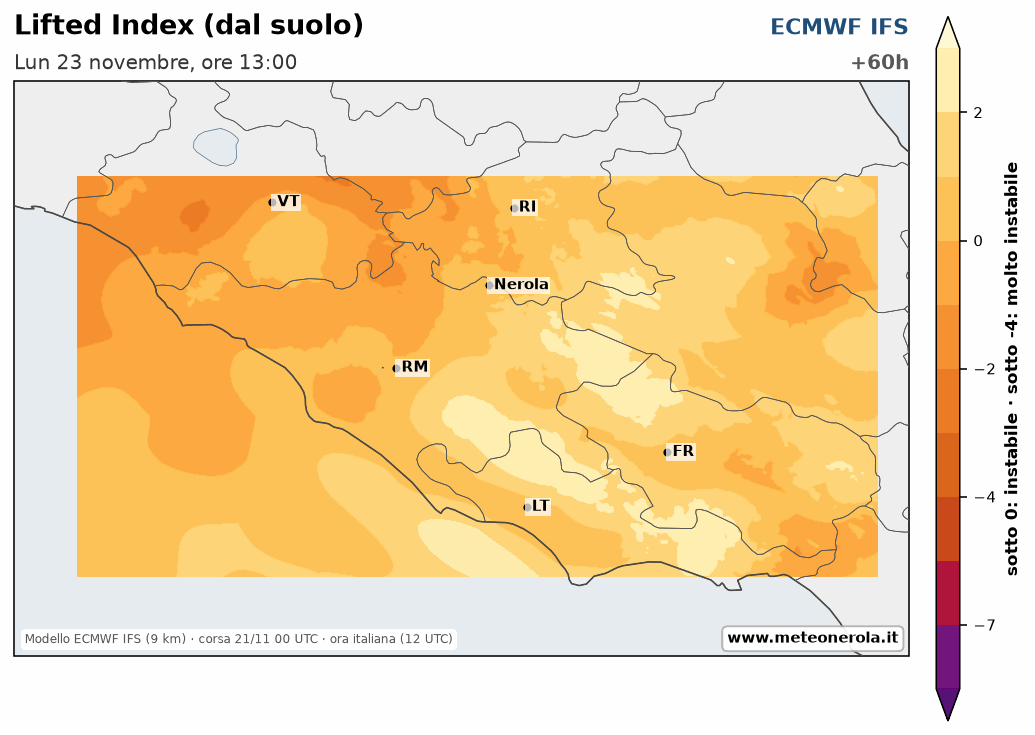 Lifted Index (dal suolo)
ECMWF IFS
Lun 23 novembre, ore 13:00
+60h
VT
RI
Nerola
RM
FR
LT
2
0
−2
−4
−7
sotto 0: instabile · sotto -4: molto instabile
Modello ECMWF IFS (9 km) · corsa 21/11 00 UTC · ora italiana (12 UTC)
www.meteonerola.it